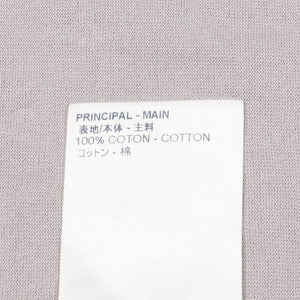 PRINCIPAL - MAIN
表地/本体 - 主料
100% COTON - COTTON
コットン - 棉